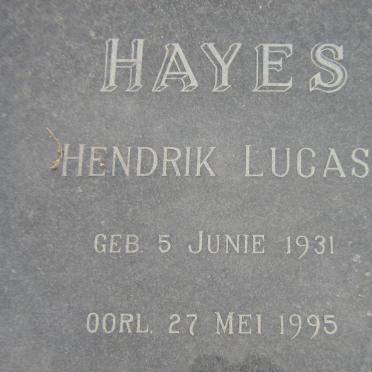 HAYES
HENDRIK LUCAS
GEB. 5 JUNIE 1931
OORL. 27 MEI 1995